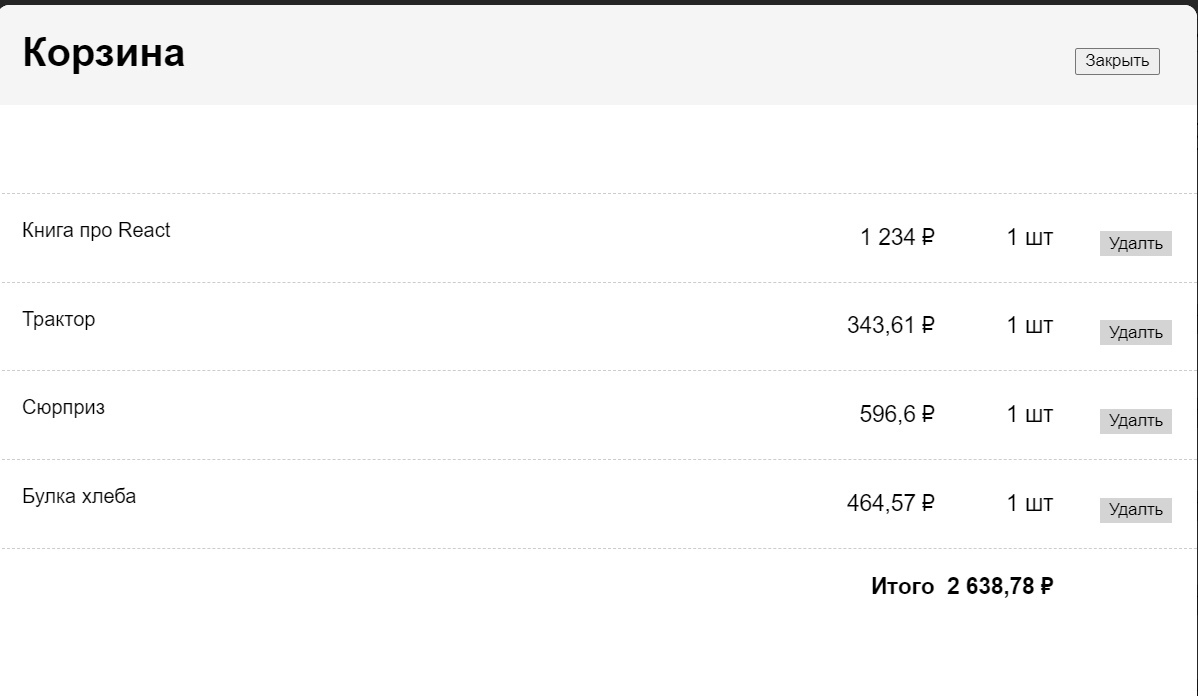 Корзина
Закрыть
Книга про React 1 234 ₽ 1 шт Удалть
Трактор 343,61 ₽ 1 шт Удалть
Сюрприз 596,6 ₽ 1 шт Удалть
Булка хлеба 464,57 ₽ 1 шт Удалть
Итого 2 638,78 ₽